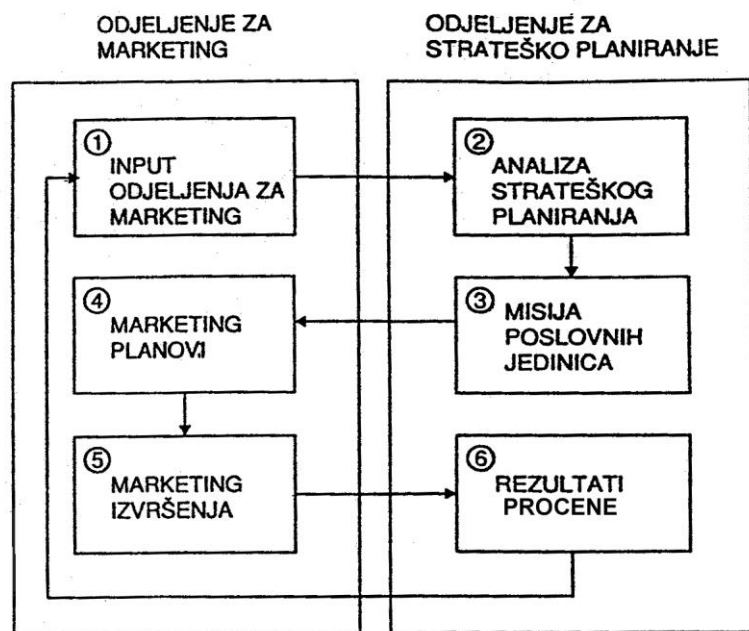 ODJELJENJE ZA
MARKETING
ODJELJENJE ZA
STRATEŠKO PLANIRANJE
①
INPUT
ODJELJENJA ZA
MARKETING
②
ANALIZA
STRATEŠKOG
PLANIRANJA
④
MARKETING
PLANOVI
③
MISIJA
POSLOVNIH
JEDINICA
⑤
MARKETING
IZVRŠENJA
⑥
REZULTATI
PROCENE